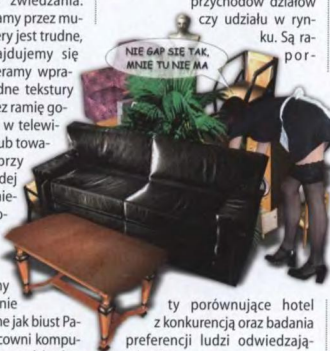 zwiedzania.
amy przez mu-
ery jest trudne,
ajdujemy się
eramy wpra-
dne tekstury
ez ramię go-
w telewi-
ub towa-
orzy
dej
nie-
o-
ny
nie
ne jak biust Pa-
cowni kompu-
przychodów działów
czy udziału w ryn-
ku. Są ra-
por-
NIE GAP SIĘ TAK,
MNIE TU NIE MA
ty porównujące hotel
z konkurencją oraz badania
preferencji ludzi odwiedzają-